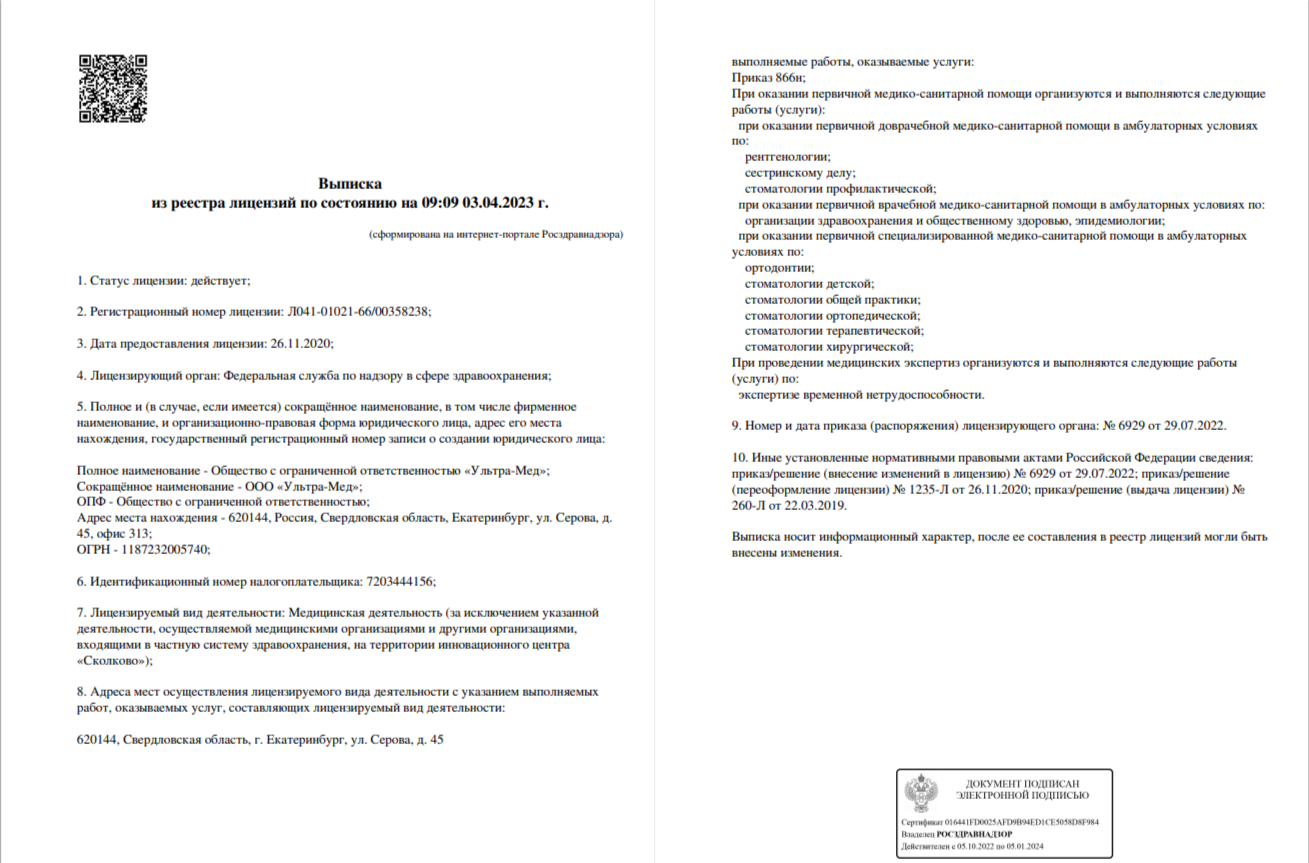 Выписка
из реестра лицензий по состоянию на 09:09 03.04.2023 г.
(сформирована на интернет-портале Росздравнадзора)
1. Статус лицензии: действует;
2. Регистрационный номер лицензии: Л041-01021-66/00358238;
3. Дата предоставления лицензии: 26.11.2020;
4. Лицензирующий орган: Федеральная служба по надзору в сфере здравоохранения;
5. Полное и (в случае, если имеется) сокращённое наименование, в том числе фирменное
наименование, и организационно-правовая форма юридического лица, адрес его места
нахождения, государственный регистрационный номер записи о создании юридического лица:
Полное наименование - Общество с ограниченной ответственностью «Ультра-Мед»;
Сокращённое наименование - ООО «Ультра-Мед»;
ОПФ - Общество с ограниченной ответственностью;
Адрес места нахождения - 620144, Россия, Свердловская область, Екатеринбург, ул. Серова, д.
45, офис 313;
ОГРН - 1187232005740;
6. Идентификационный номер налогоплательщика: 7203444156;
7. Лицензируемый вид деятельности: Медицинская деятельность (за исключением указанной
деятельности, осуществляемой медицинскими организациями и другими организациями,
входящими в частную систему здравоохранения, на территории инновационного центра
«Сколково»);
8. Адреса мест осуществления лицензируемого вида деятельности с указанием выполняемых
работ, оказываемых услуг, составляющих лицензируемый вид деятельности:
620144, Свердловская область, г. Екатеринбург, ул. Серова, д. 45
выполняемые работы, оказываемые услуги:
Приказ 866н;
При оказании первичной медико-санитарной помощи организуются и выполняются следующие
работы (услуги):
при оказании первичной доврачебной медико-санитарной помощи в амбулаторных условиях
по:
рентгенологии;
сестринскому делу;
стоматологии профилактической;
при оказании первичной врачебной медико-санитарной помощи в амбулаторных условиях по:
организации здравоохранения и общественному здоровью, эпидемиологии;
при оказании первичной специализированной медико-санитарной помощи в амбулаторных
условиях по:
ортодонтии;
стоматологии детской;
стоматологии общей практики;
стоматологии ортопедической;
стоматологии терапевтической;
стоматологии хирургической;
При проведении медицинских экспертиз организуются и выполняются следующие работы
(услуги) по:
экспертизе временной нетрудоспособности.
9. Номер и дата приказа (распоряжения) лицензирующего органа: № 6929 от 29.07.2022.
10. Иные установленные нормативными правовыми актами Российской Федерации сведения:
приказ/решение (внесение изменений в лицензию) № 6929 от 29.07.2022; приказ/решение
(переоформление лицензии) № 1235-Л от 26.11.2020; приказ/решение (выдача лицензии) №
260-Л от 22.03.2019.
Выписка носит информационный характер, после ее составления в реестр лицензий могли быть
внесены изменения.
ДОКУМЕНТ ПОДПИСАН
ЭЛЕКТРОННОЙ ПОДПИСЬЮ
Сертификат 016441FD0025AFD9B94ED1CE5058D8F984
Владелец РОСЗДРАВНАДЗОР
Действителен с 05.10.2022 по 05.01.2024